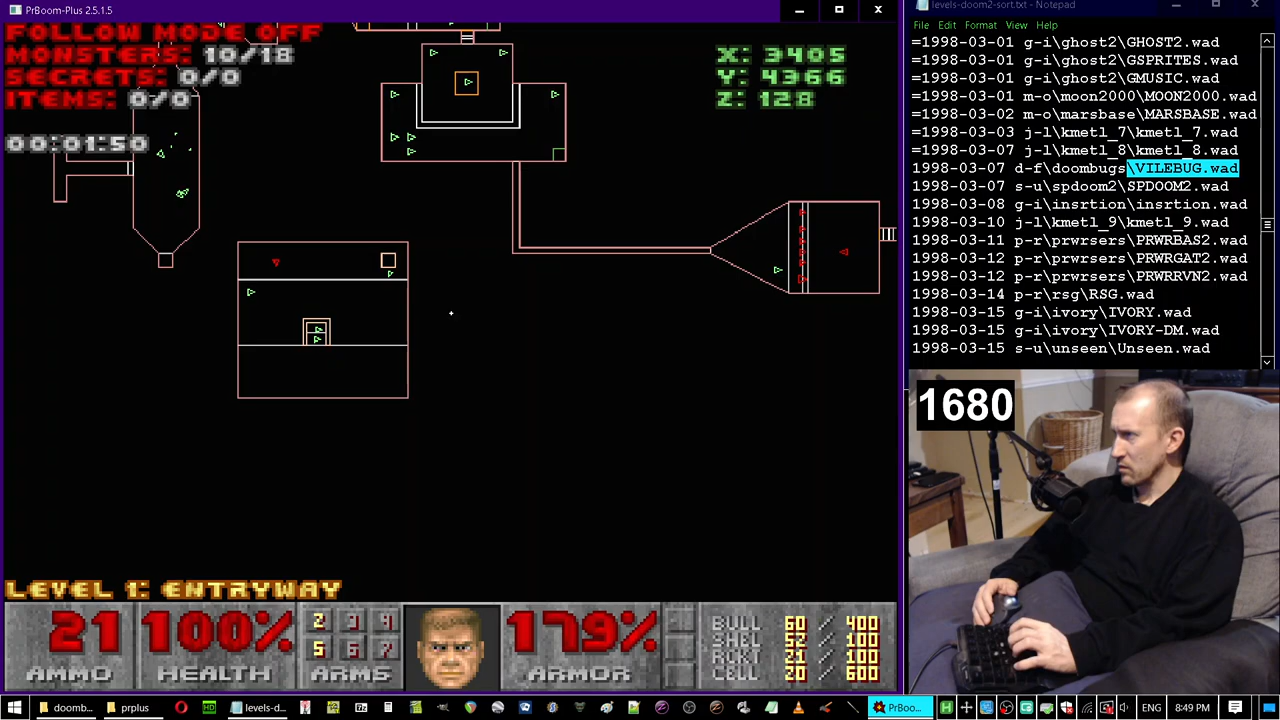 PrBoom-Plus 2.5.1.5
FOLLOW MODE OFF
MONSTERS: 10/18
SECRETS: 0/0
ITEMS: 0/0
00:01:50
X: 3405
Y: 4366
Z: 128
LEVEL 1: ENTRYWAY
21
AMMO
100%
HEALTH
2 3 4
5 6 7
ARMS
179%
ARMOR
BULL 60 / 400
SHEL 52 / 100
RCKT 21 / 100
CELL 20 / 600
levels-doom2-sort.txt - Notepad
File Edit Format View Help
=1998-03-01 g-i\ghost2\GHOST2.wad
=1998-03-01 g-i\ghost2\GSPRITES.wad
=1998-03-01 g-i\ghost2\GMUSIC.wad
=1998-03-01 m-o\moon2000\MOON2000.wad
=1998-03-02 m-o\marsbase\MARSBASE.wad
=1998-03-03 j-l\kmetl_7\kmetl_7.wad
=1998-03-07 j-l\kmetl_8\kmetl_8.wad
1998-03-07 d-f\doombugs\VILEBUG.wad
1998-03-07 s-u\spdoom2\SPDOOM2.wad
1998-03-08 g-i\insrtion\insrtion.wad
1998-03-10 j-l\kmetl_9\kmetl_9.wad
1998-03-11 p-r\prwrsers\PRWRBAS2.wad
1998-03-12 p-r\prwrsers\PRWRGAT2.wad
1998-03-12 p-r\prwrsers\PRWRRVN2.wad
1998-03-14 p-r\rsg\RSG.wad
1998-03-15 g-i\ivory\IVORY.wad
1998-03-15 g-i\ivory\IVORY-DM.wad
1998-03-15 s-u\unseen\Unseen.wad
1680
doomb...
prplus
HD
levels-d...
PrBoo...
ENG
8:49 PM